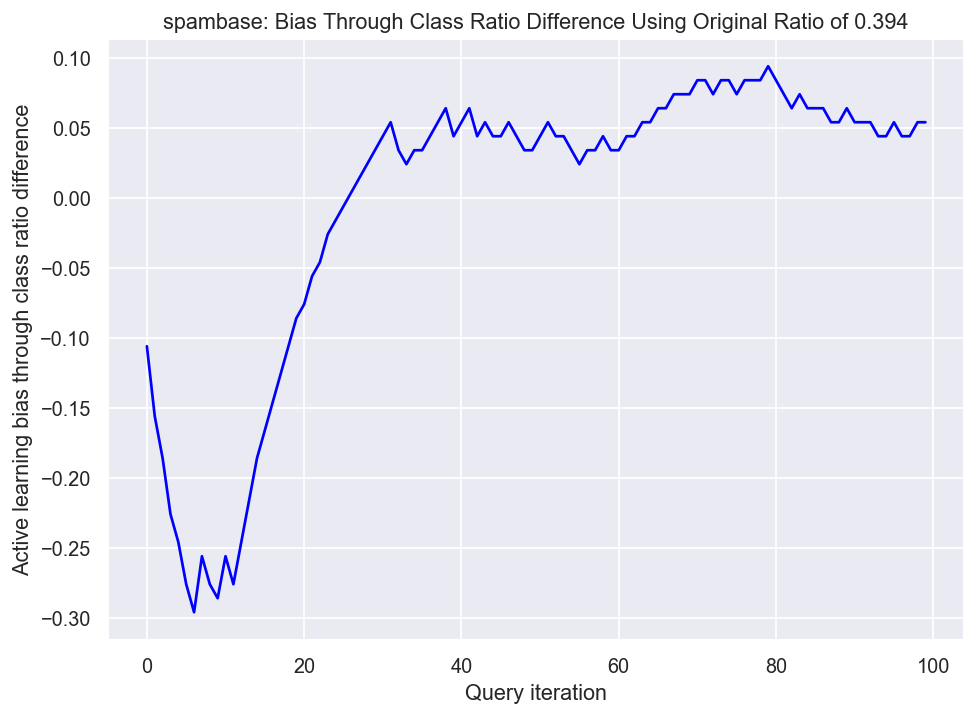 spambase: Bias Through Class Ratio Difference Using Original Ratio of 0.394
Active learning bias through class ratio difference
0.10
0.05
0.00
−0.05
−0.10
−0.15
−0.20
−0.25
−0.30
0 20 40 60 80 100
Query iteration